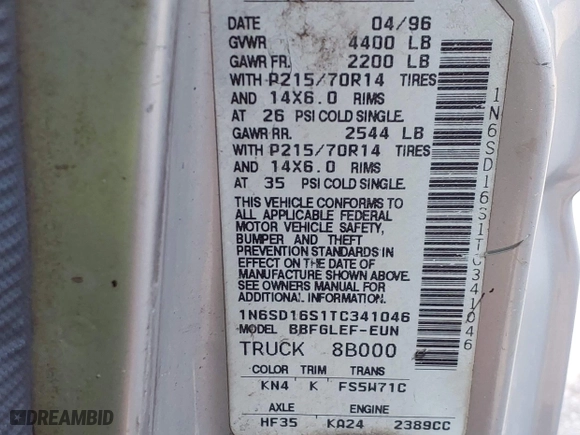 DATE 04/96
GVWR 4400 LB
GAWR FR. 2200 LB
WITH P215/70R14 TIRES
AND 14X6.0 RIMS
AT 26 PSI COLD SINGLE.
GAWR RR. 2544 LB
WITH P215/70R14 TIRES
AND 14X6.0 RIMS
AT 35 PSI COLD SINGLE.
THIS VEHICLE CONFORMS TO
ALL APPLICABLE FEDERAL
MOTOR VEHICLE SAFETY,
BUMPER AND THEFT
PREVENTION STANDARDS IN
EFFECT ON THE DATE OF
MANUFACTURE SHOWN ABOVE.
SEE OWNERS MANUAL FOR
ADDITIONAL INFORMATION.
1N6SD16S1TC341046
MODEL BBFGLEF-EUN
TRUCK 8B000
COLOR TRIM TRANS
KN4 K FS5W71C
AXLE ENGINE
HF35 KA24 2389CC
1N6SD16S1TC341046
DREAMBID